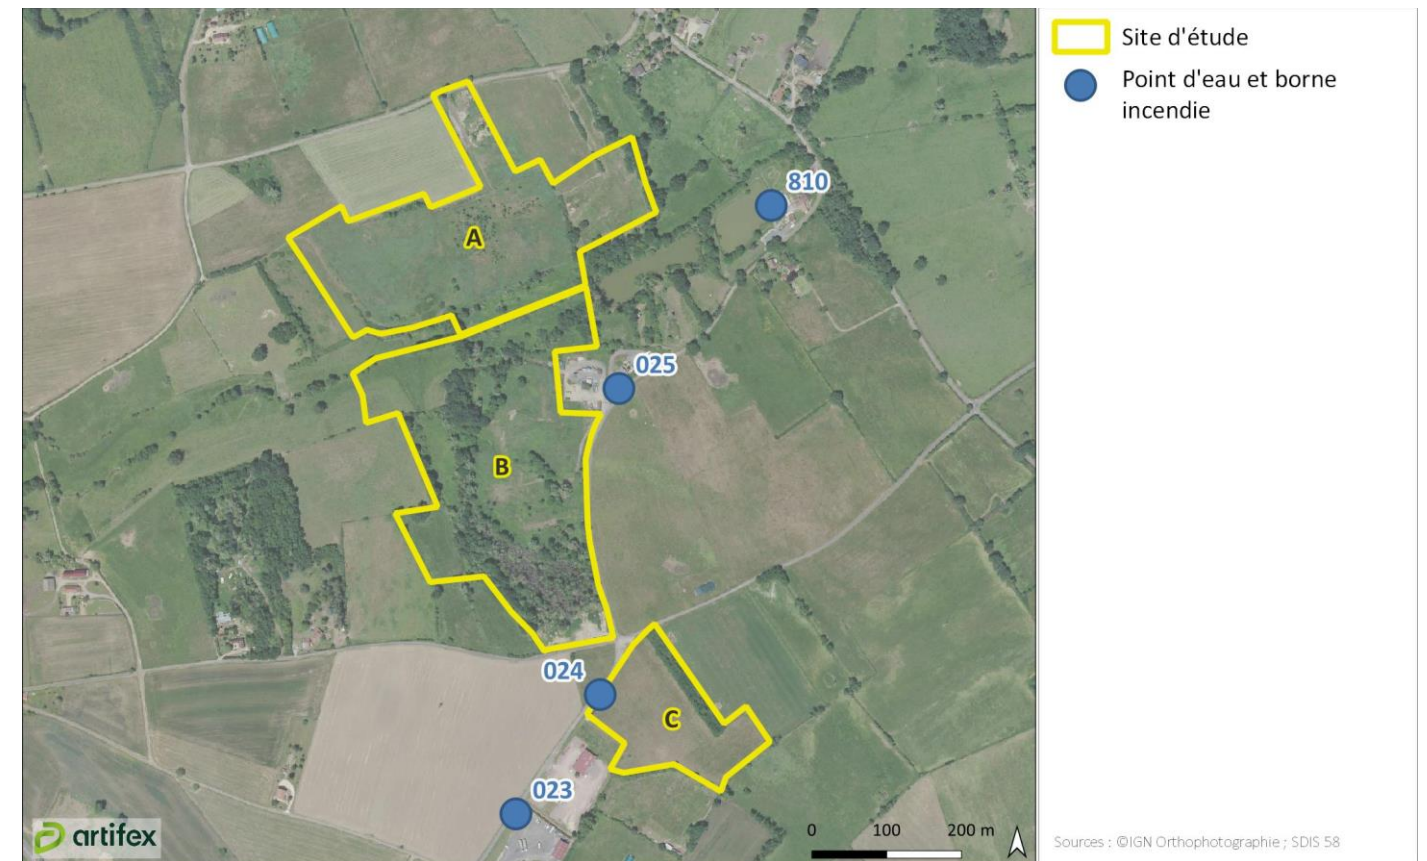 Site d'étude
Point d'eau et borne
incendie
810
A
025
B
024
C
023
artifex
0 100 200 m
Sources : ©IGN Orthophotographie ; SDIS 58